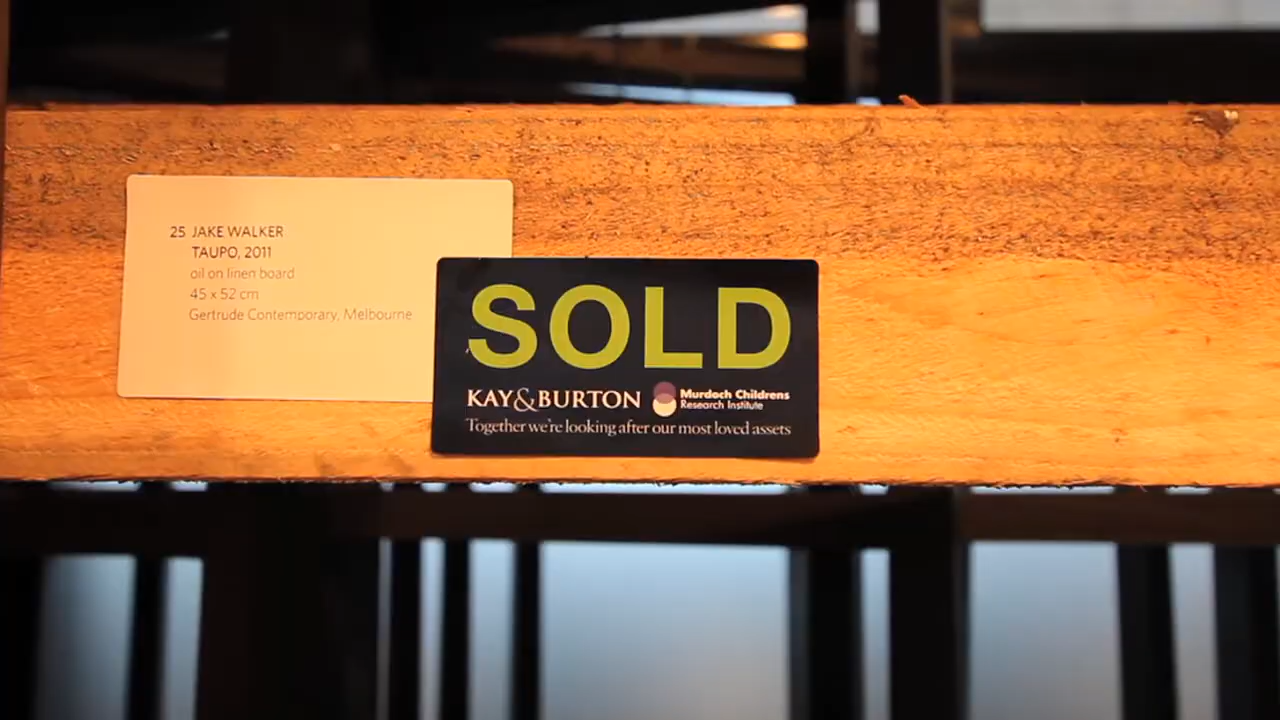 25 JAKE WALKER
TAUPO, 2011
oil on linen board
45 x 52 cm
Gertrude Contemporary, Melbourne
SOLD
KAY&BURTON
Murdoch Childrens
Research Institute
Together we're looking after our most loved assets